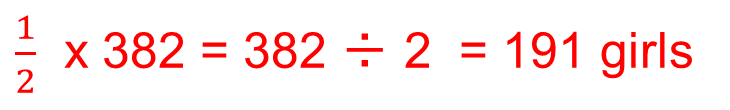 1/2 x 382 = 382 ÷ 2 = 191 girls